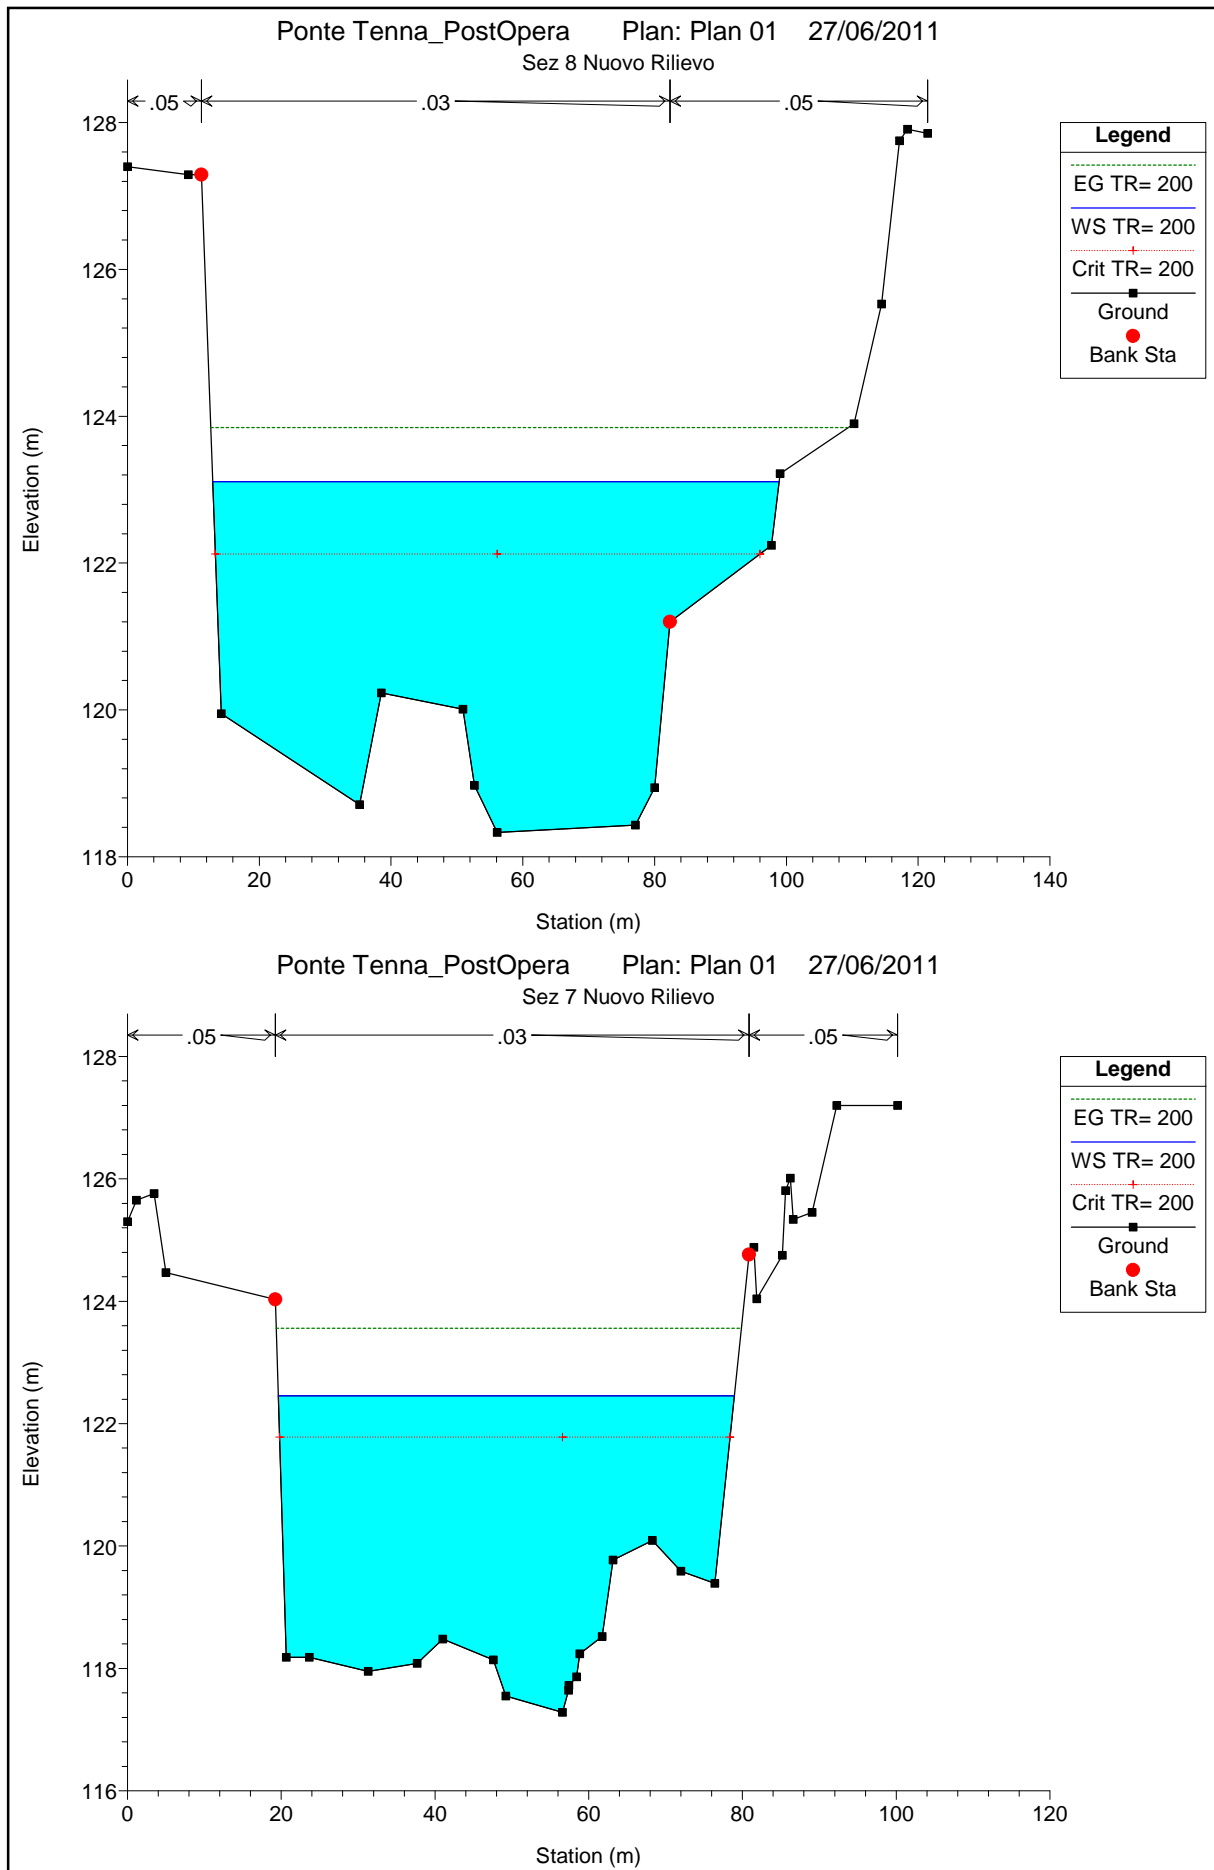 Ponte Tenna_PostOpera Plan: Plan 01 27/06/2011
Sez 8 Nuovo Rilievo
.05 .03 .05
128
126
124
122
120
118
0 20 40 60 80 100 120 140
Elevation (m)
Station (m)
Legend
EG TR= 200
WS TR= 200
Crit TR= 200
Ground
Bank Sta
Ponte Tenna_PostOpera Plan: Plan 01 27/06/2011
Sez 7 Nuovo Rilievo
.05 .03 .05
128
126
124
122
120
118
116
0 20 40 60 80 100 120
Elevation (m)
Station (m)
Legend
EG TR= 200
WS TR= 200
Crit TR= 200
Ground
Bank Sta